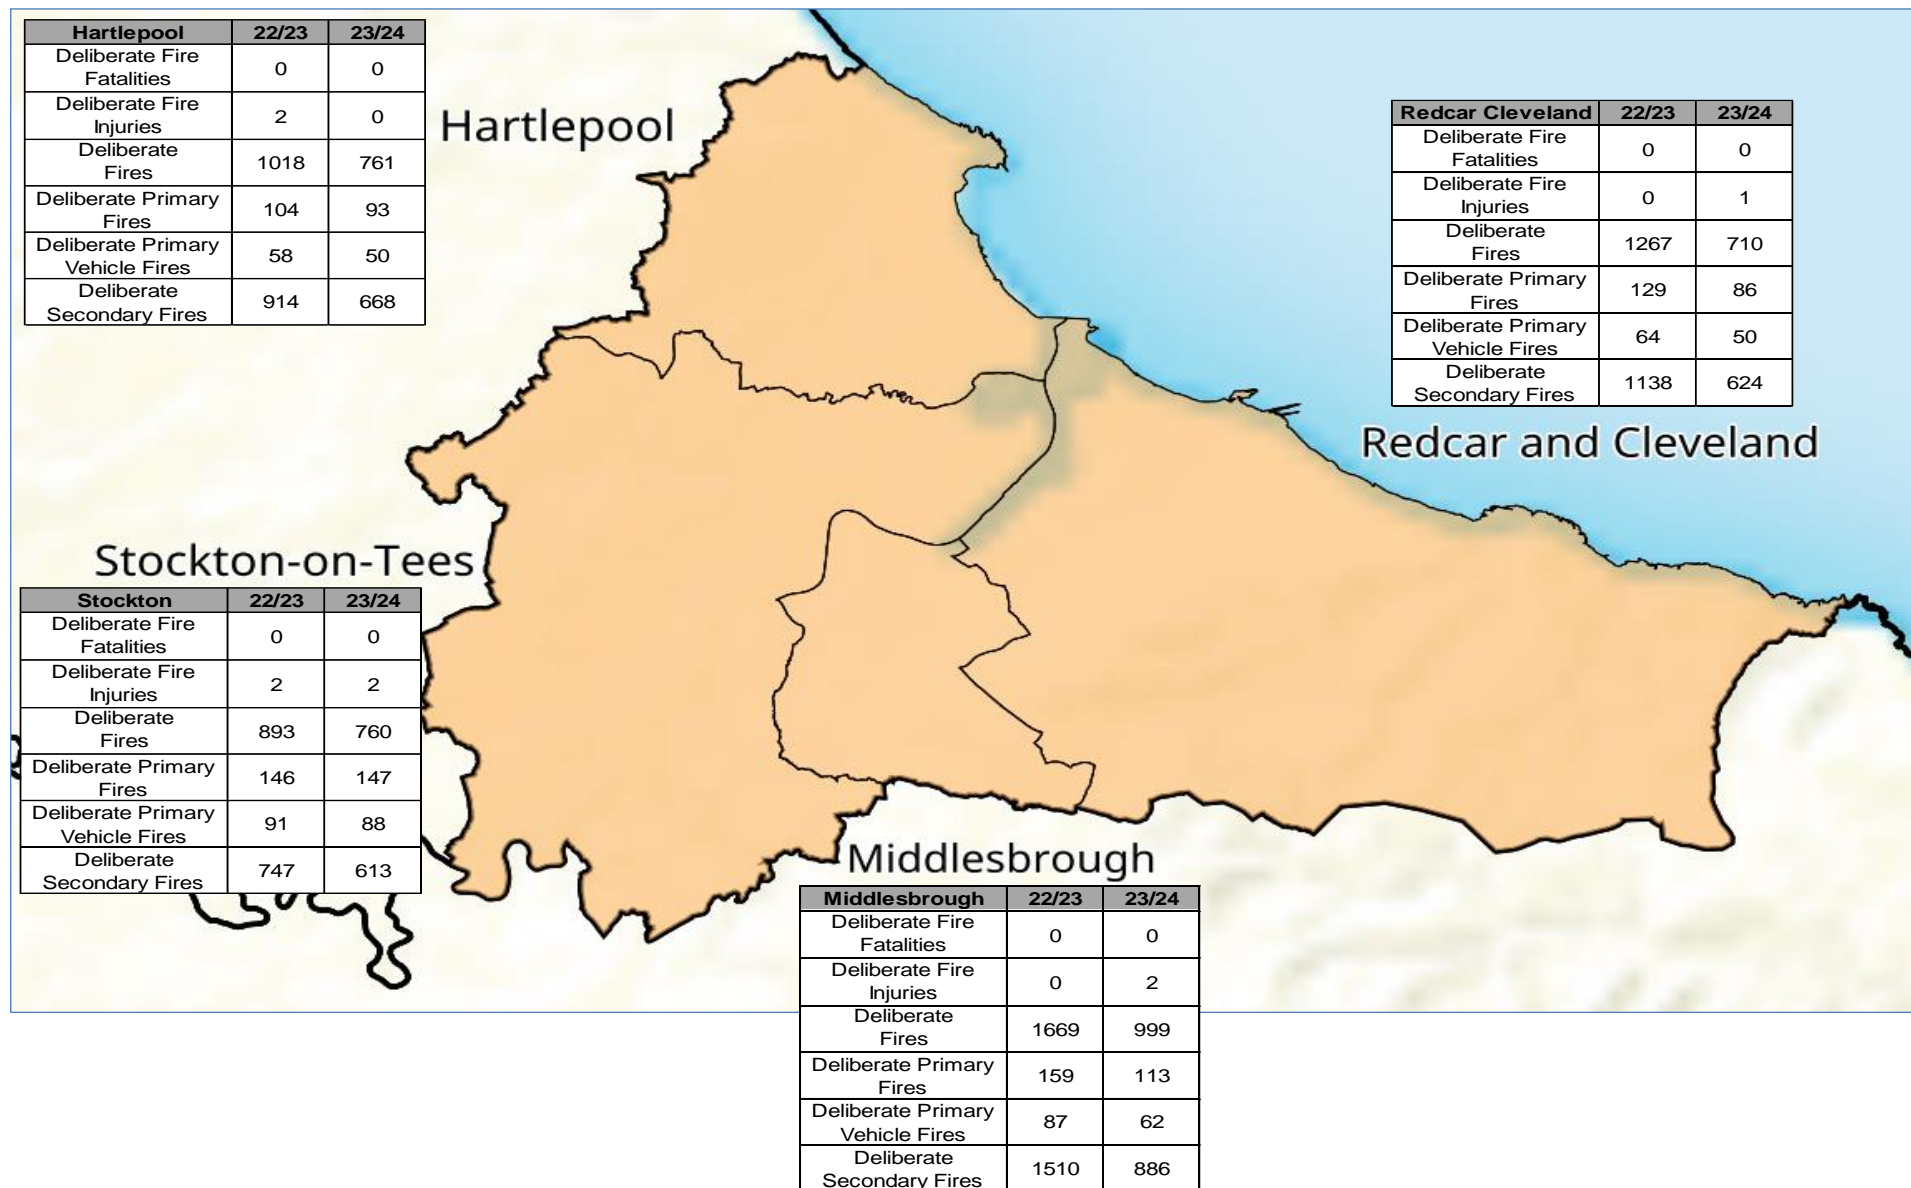 Hartlepool 22/23 23/24
Deliberate Fire
Fatalities 0 0
Deliberate Fire
Injuries 2 0
Deliberate
Fires 1018 761
Deliberate Primary
Fires 104 93
Deliberate Primary
Vehicle Fires 58 50
Deliberate
Secondary Fires 914 668
Hartlepool
Redcar Cleveland 22/23 23/24
Deliberate Fire
Fatalities 0 0
Deliberate Fire
Injuries 0 1
Deliberate
Fires 1267 710
Deliberate Primary
Fires 129 86
Deliberate Primary
Vehicle Fires 64 50
Deliberate
Secondary Fires 1138 624
Redcar and Cleveland
Stockton-on-Tees
Stockton 22/23 23/24
Deliberate Fire
Fatalities 0 0
Deliberate Fire
Injuries 2 2
Deliberate
Fires 893 760
Deliberate Primary
Fires 146 147
Deliberate Primary
Vehicle Fires 91 88
Deliberate
Secondary Fires 747 613
Middlesbrough
Middlesbrough 22/23 23/24
Deliberate Fire
Fatalities 0 0
Deliberate Fire
Injuries 0 2
Deliberate
Fires 1669 999
Deliberate Primary
Fires 159 113
Deliberate Primary
Vehicle Fires 87 62
Deliberate
Secondary Fires 1510 886